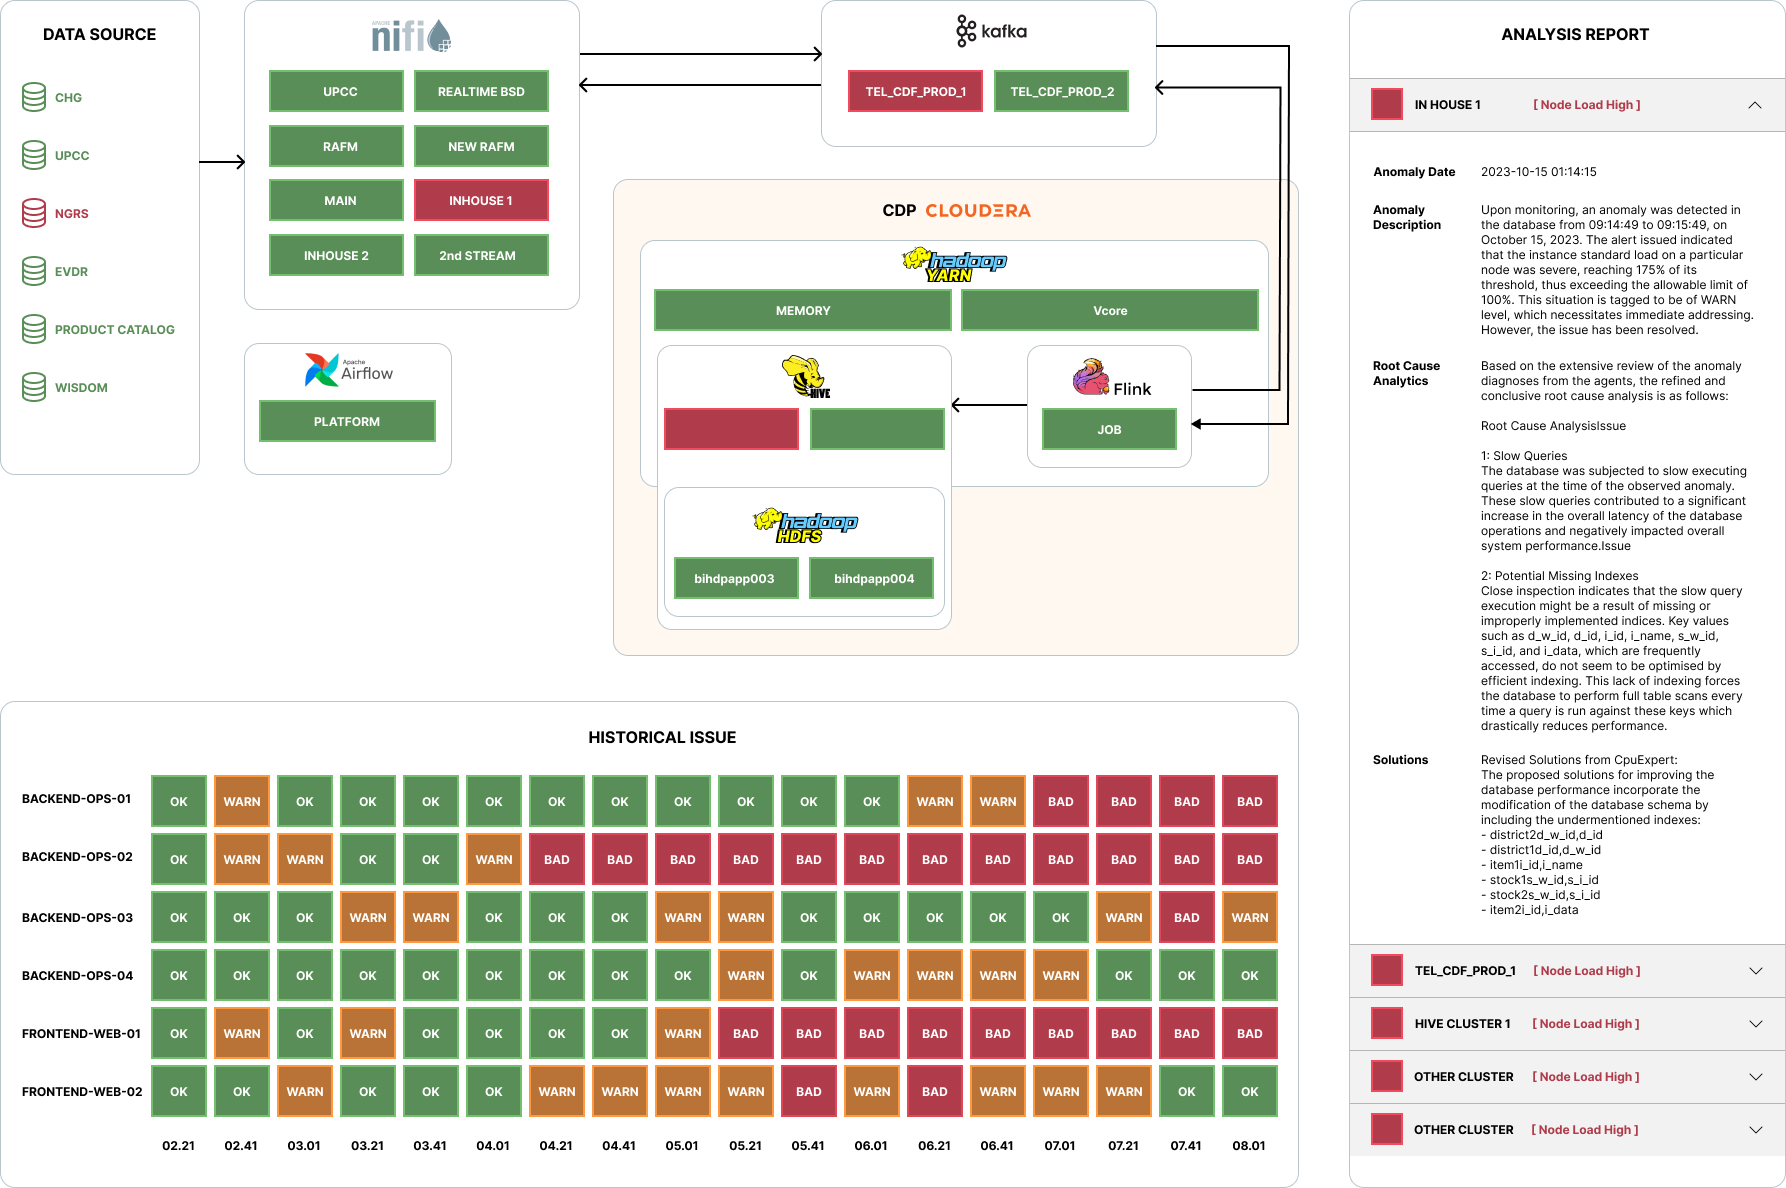 DATA SOURCE
CHG
UPCC
NGRS
EVDR
PRODUCT CATALOG
WISDOM
APACHE
nifi
UPCC
REALTIME BSD
RAFM
NEW RAFM
MAIN
INHOUSE 1
INHOUSE 2
2nd STREAM
Apache
Airflow
PLATFORM
kafka
TEL_CDF_PROD_1
TEL_CDF_PROD_2
CDP CLOUDERA
hadoop
YARN
MEMORY
Vcore
HIVE
Flink
JOB
hadoop
HDFS
bihdpapp003
bihdpapp004
HISTORICAL ISSUE
BACKEND-OPS-01 OK WARN OK OK OK OK OK OK OK OK OK OK WARN WARN BAD BAD BAD BAD
BACKEND-OPS-02 OK WARN WARN OK OK WARN BAD BAD BAD BAD BAD BAD BAD BAD BAD BAD BAD BAD
BACKEND-OPS-03 OK OK OK WARN WARN OK OK OK WARN WARN OK OK OK OK OK WARN BAD WARN
BACKEND-OPS-04 OK OK OK OK OK OK OK OK OK WARN OK WARN WARN WARN WARN OK OK OK
FRONTEND-WEB-01 OK WARN OK WARN OK OK OK OK WARN BAD BAD BAD BAD BAD BAD BAD BAD BAD
FRONTEND-WEB-02 OK OK WARN OK OK OK WARN WARN WARN WARN BAD WARN BAD WARN WARN WARN OK OK
02.21 02.41 03.01 03.21 03.41 04.01 04.21 04.41 05.01 05.21 05.41 06.01 06.21 06.41 07.01 07.21 07.41 08.01
ANALYSIS REPORT
IN HOUSE 1 [ Node Load High ]
Anomaly Date 2023-10-15 01:14:15
Anomaly
Description
Upon monitoring, an anomaly was detected in
the database from 09:14:49 to 09:15:49, on
October 15, 2023. The alert issued indicated
that the instance standard load on a particular
node was severe, reaching 175% of its
threshold, thus exceeding the allowable limit of
100%. This situation is tagged to be of WARN
level, which necessitates immediate addressing.
However, the issue has been resolved.
Root Cause
Analytics
Based on the extensive review of the anomaly
diagnoses from the agents, the refined and
conclusive root cause analysis is as follows:
Root Cause AnalysisIssue
1: Slow Queries
The database was subjected to slow executing
queries at the time of the observed anomaly.
These slow queries contributed to a significant
increase in the overall latency of the database
operations and negatively impacted overall
system performance.Issue
2: Potential Missing Indexes
Close inspection indicates that the slow query
execution might be a result of missing or
improperly implemented indices. Key values
such as d_w_id, d_id, i_id, i_name, s_w_id,
s_i_id, and i_data, which are frequently
accessed, do not seem to be optimised by
efficient indexing. This lack of indexing forces
the database to perform full table scans every
time a query is run against these keys which
drastically reduces performance.
Solutions
Revised Solutions from CpuExpert:
The proposed solutions for improving the
database performance incorporate the
modification of the database schema by
including the undermentioned indexes:
- district2d_w_id,d_id
- district1d_id,d_w_id
- item1i_id,i_name
- stock1s_w_id,s_i_id
- stock2s_w_id,s_i_id
- item2i_id,i_data
TEL_CDF_PROD_1 [ Node Load High ]
HIVE CLUSTER 1 [ Node Load High ]
OTHER CLUSTER [ Node Load High ]
OTHER CLUSTER [ Node Load High ]